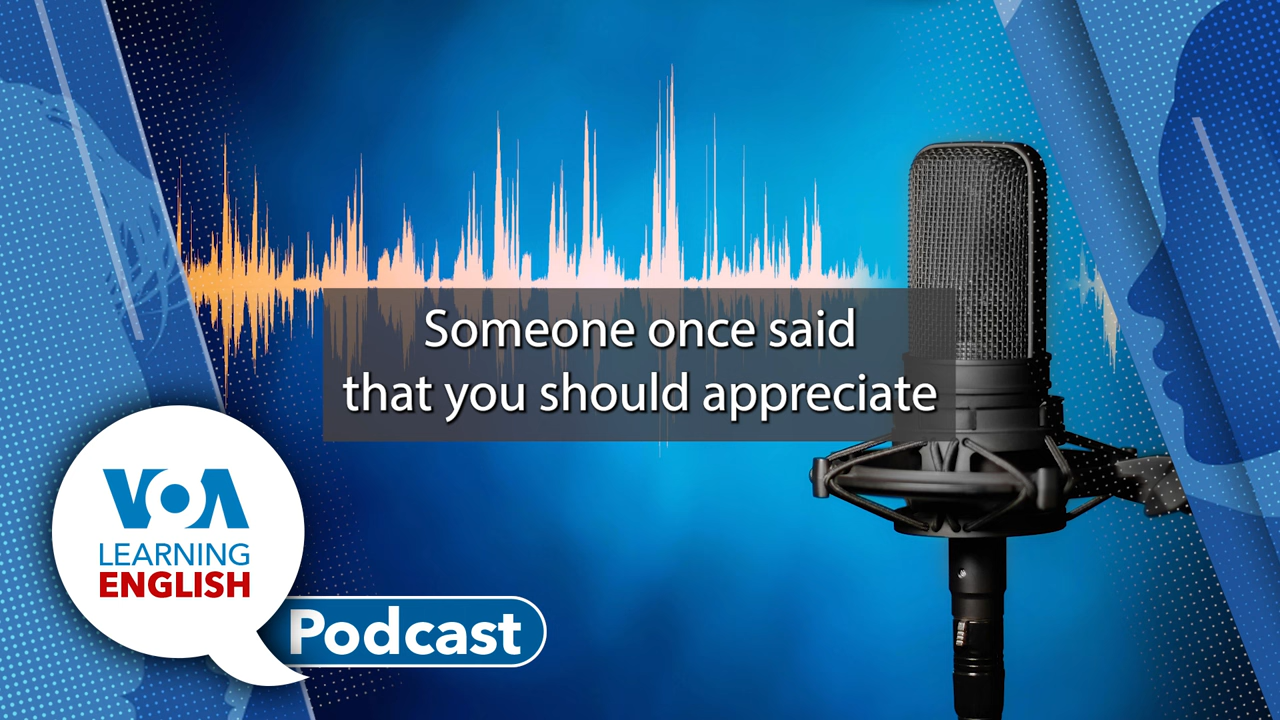 Someone once said
that you should appreciate
VOA
LEARNING
ENGLISH
Podcast